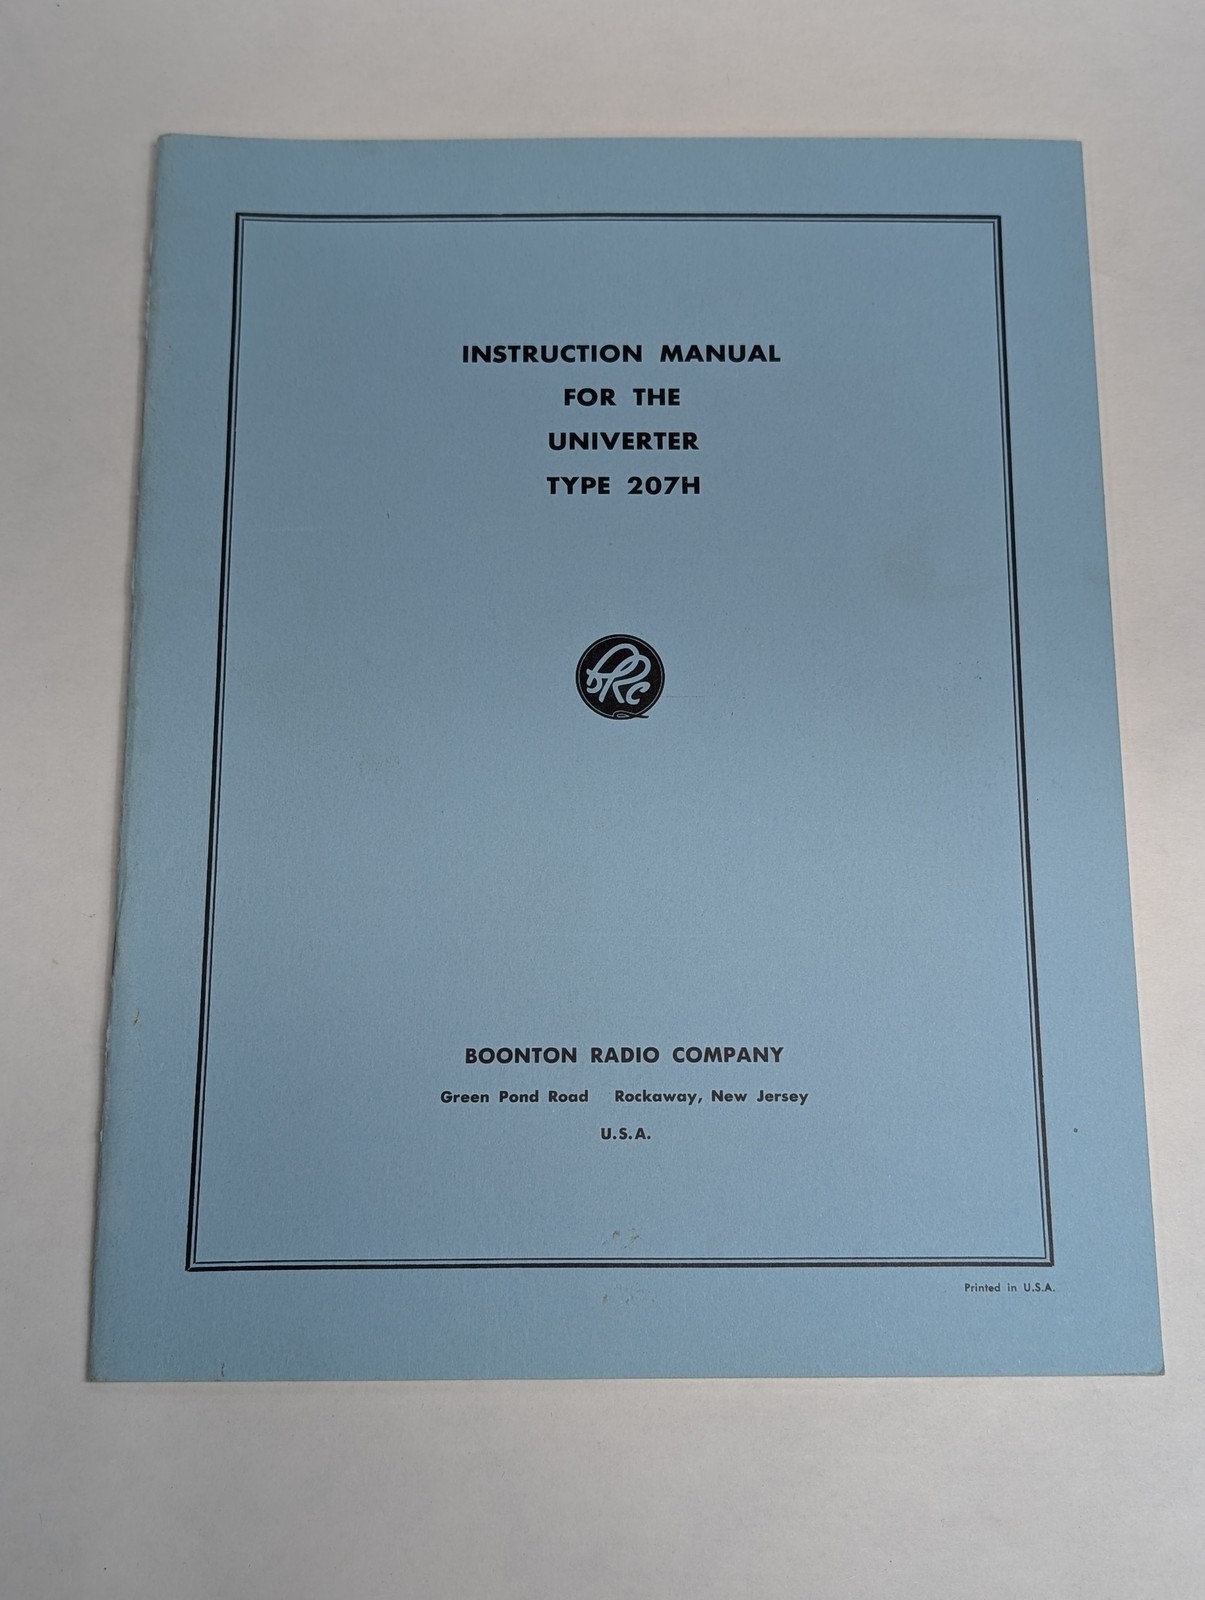 INSTRUCTION MANUAL
FOR THE
UNIVERTER
TYPE 207H
BRC
BOONTON RADIO COMPANY
Green Pond Road Rockaway, New Jersey
U.S.A.
Printed in U.S.A.